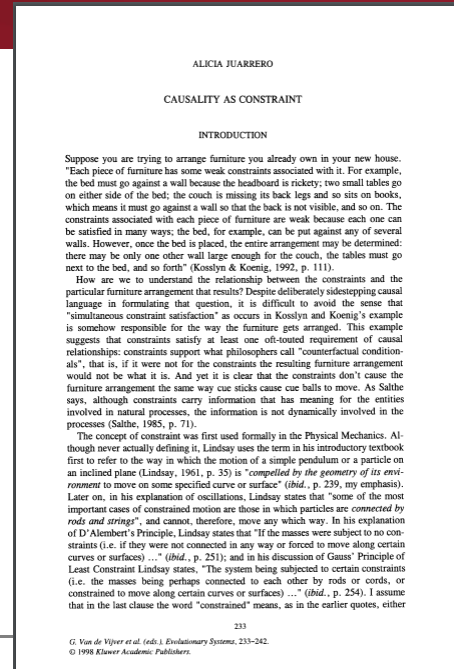 ALICIA JUARRERO
CAUSALITY AS CONSTRAINT
INTRODUCTION
Suppose you are trying to arrange furniture you already own in your new house.
"Each piece of furniture has some weak constraints associated with it. For example,
the bed must go against a wall because the headboard is rickety; two small tables go
on either side of the bed; the couch is missing its back legs and so sits on books,
which means it must go against a wall so that the back is not visible, and so on. The
constraints associated with each piece of furniture are weak because each one can
be satisfied in many ways; the bed, for example, can be put against any of several
walls. However, once the bed is placed, the entire arrangement may be determined:
there may be only one other wall large enough for the couch, the tables must go
next to the bed, and so forth" (Kosslyn & Koenig, 1992, p. 111).
How are we to understand the relationship between the constraints and the
particular furniture arrangement that results? Despite deliberately sidestepping causal
language in formulating that question, it is difficult to avoid the sense that
"simultaneous constraint satisfaction" as occurs in Kosslyn and Koenig's example
is somehow responsible for the way the furniture gets arranged. This example
suggests that constraints satisfy at least one oft-touted requirement of causal
relationships: constraints support what philosophers call "counterfactual condition-
als", that is, if it were not for the constraints the resulting furniture arrangement
would not be what it is. And yet it is clear that the constraints don't cause the
furniture arrangement the same way cue sticks cause cue balls to move. As Salthe
says, although constraints carry information that has meaning for the entities
involved in natural processes, the information is not dynamically involved in the
processes (Salthe, 1985, p. 71).
The concept of constraint was first used formally in the Physical Mechanics. Al-
though never actually defining it, Lindsay uses the term in his introductory textbook
first to refer to the way in which the motion of a simple pendulum or a particle on
an inclined plane (Lindsay, 1961, p. 35) is "compelled by the geometry of its envi-
ronment to move on some specified curve or surface" (ibid., p. 239, my emphasis).
Later on, in his explanation of oscillations, Lindsay states that "some of the most
important cases of constrained motion are those in which particles are connected by
rods and strings", and cannot, therefore, move any which way. In his explanation
of D'Alembert's Principle, Lindsay states that "If the masses were subject to no con-
straints (i.e. if they were not connected in any way or forced to move along certain
curves or surfaces) ..." (ibid., p. 251); and in his discussion of Gauss' Principle of
Least Constraint Lindsay states, "The system being subjected to certain constraints
(i.e. the masses being perhaps connected to each other by rods or cords, or
constrained to move along certain curves or surfaces) ..." (ibid., p. 254). I assume
that in the last clause the word "constrained" means, as in the earlier quotes, either
233
G. Van de Vijver et al. (eds.), Evolutionary Systems, 233–242.
© 1998 Kluwer Academic Publishers.